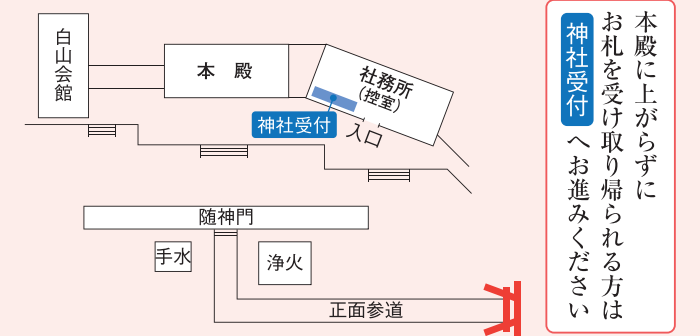 本殿に上がらずに
お札を受け取り帰られる方は
神社受付へお進みください
白山会館
本殿
社務所
（控室）
神社受付
入口
随神門
手水
浄火
正面参道